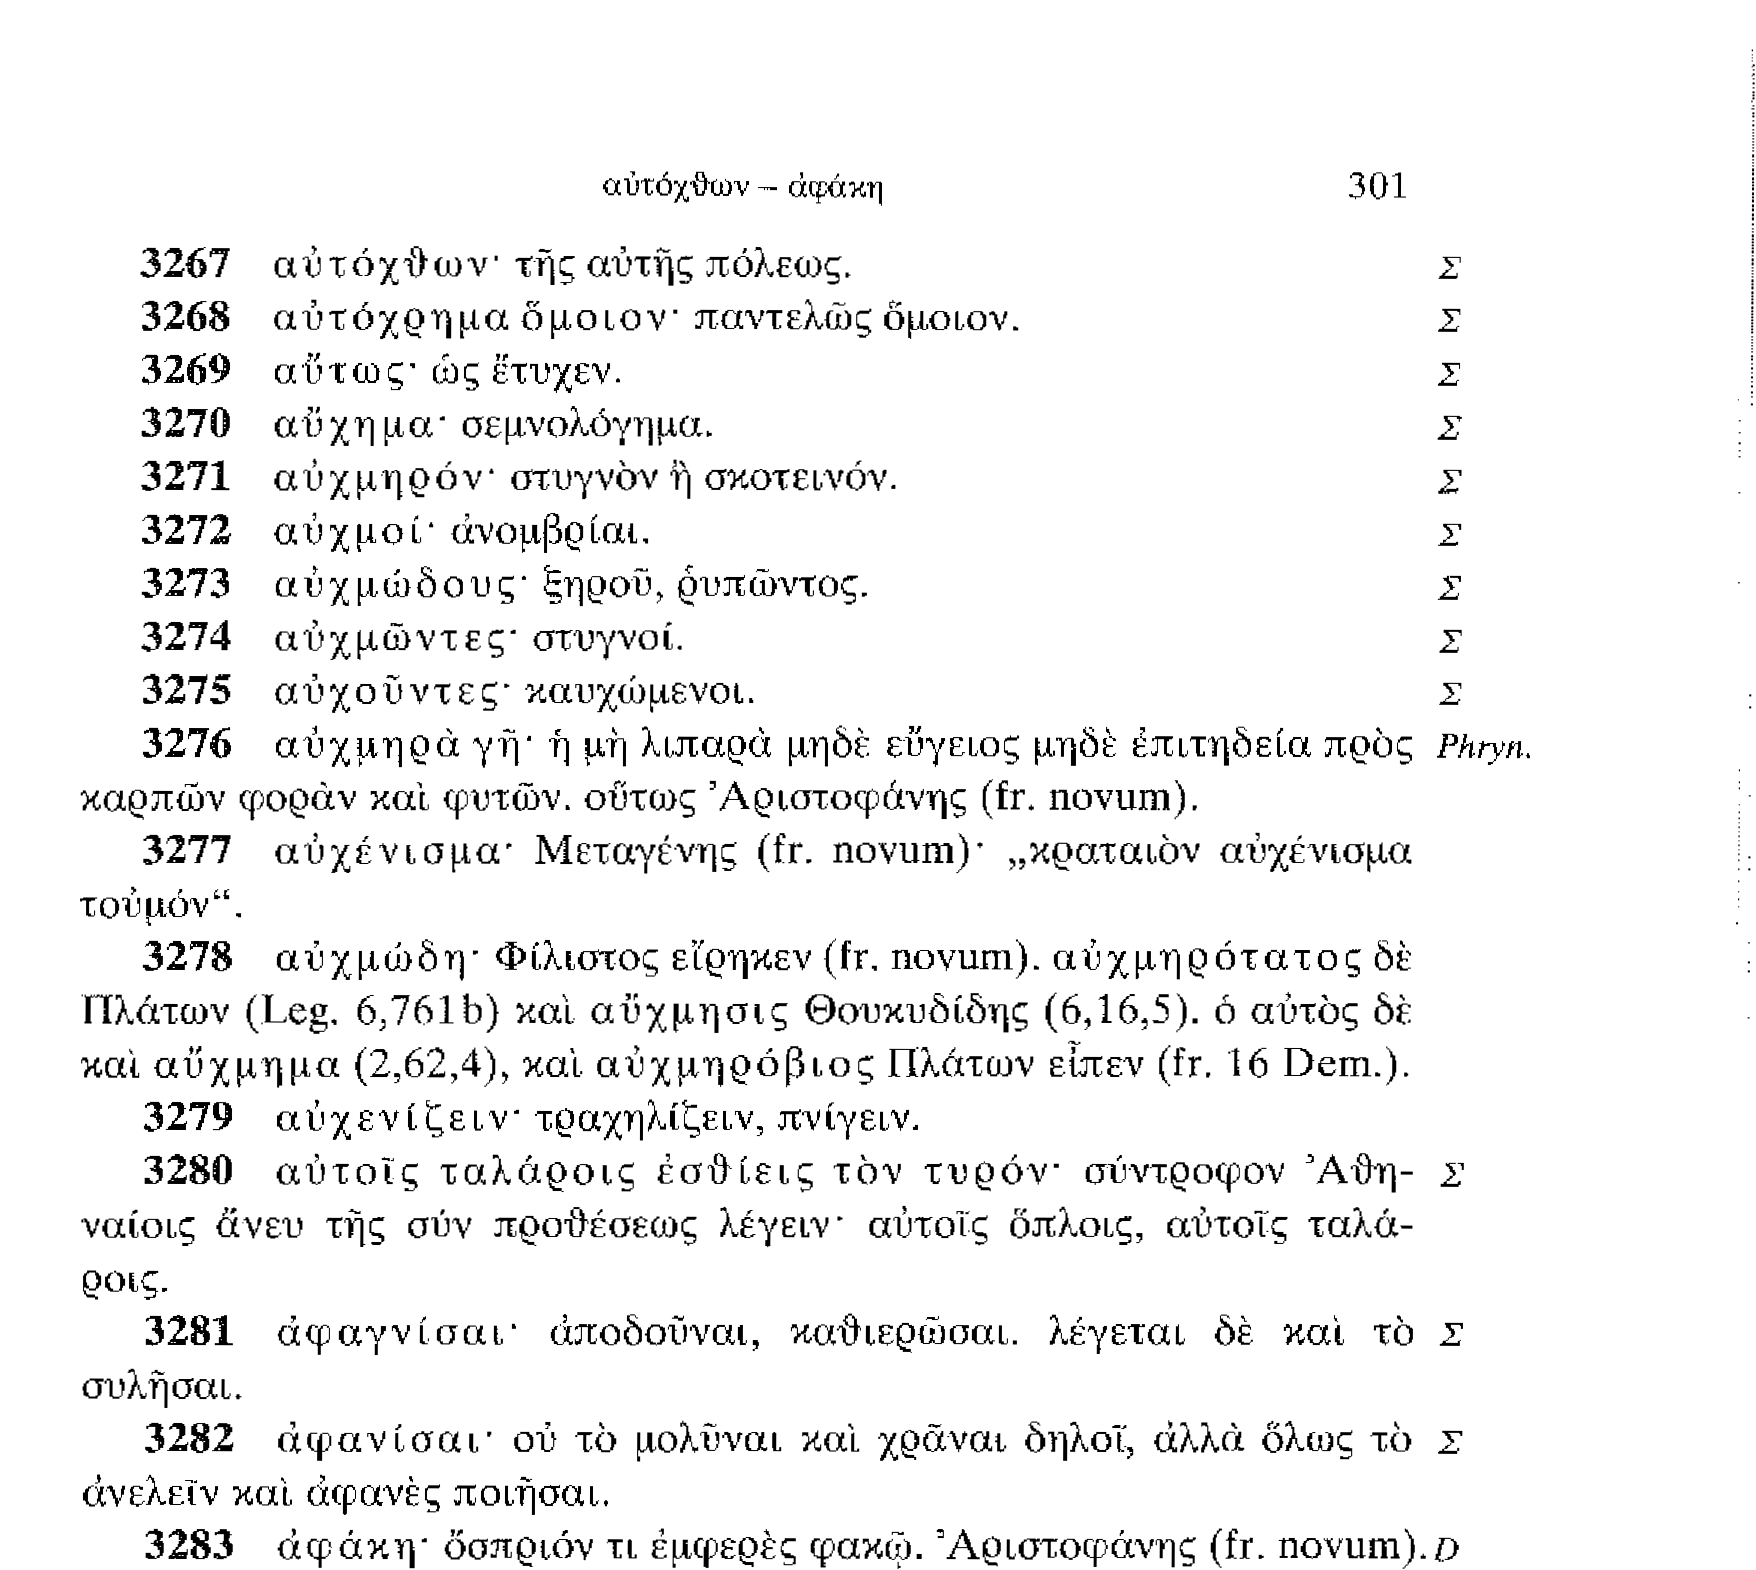 αὐτόχθων – ἀφάκη 301
3267 αὐτόχθων· τῆς αὐτῆς πόλεως. Σ
3268 αὐτόχρημα ὅμοιον· παντελῶς ὅμοιον. Σ
3269 αὔτως· ὡς ἔτυχεν. Σ
3270 αὔχημα· σεμνολόγημα. Σ
3271 αὐχμηρόν· στυγνὸν ἢ σκοτεινόν. Σ
3272 αὐχμοί· ἀνομβρίαι. Σ
3273 αὐχμώδους· ξηροῦ, ῥυπῶντος. Σ
3274 αὐχμῶντες· στυγνοί. Σ
3275 αὐχοῦντες· καυχώμενοι. Σ
3276 αὐχμηρὰ γῆ· ἡ μὴ λιπαρὰ μηδὲ εὔγειος μηδὲ ἐπιτηδεία πρὸς Phryn.
καρπῶν φορὰν καὶ φυτῶν. οὕτως Ἀριστοφάνης (fr. novum).
3277 αὐχένισμα· Μεταγένης (fr. novum)· „κραταιὸν αὐχένισμα
τοὐμόν“.
3278 αὐχμώδη· Φίλιστος εἴρηκεν (fr. novum). αὐχμηρότατος δὲ
Πλάτων (Leg. 6,761b) καὶ αὔχμησις Θουκυδίδης (6,16,5). ὁ αὐτὸς δὲ
καὶ αὔχμημα (2,62,4), καὶ αὐχμηρόβιος Πλάτων εἶπεν (fr. 16 Dem.).
3279 αὐχενίζειν· τραχηλίζειν, πνίγειν.
3280 αὐτοῖς ταλάροις ἐσθίεις τὸν τυρόν· σύντροφον Ἀθη- Σ
ναίοις ἄνευ τῆς σύν προθέσεως λέγειν· αὐτοῖς ὅπλοις, αὐτοῖς ταλά-
ροις.
3281 ἀφαγνίσαι· ἀποδοῦναι, καθιερῶσαι. λέγεται δὲ καὶ τὸ Σ
συλῆσαι.
3282 ἀφανίσαι· οὐ τὸ μολῦναι καὶ χρᾶναι δηλοῖ, ἀλλὰ ὅλως τὸ Σ
ἀνελεῖν καὶ ἀφανὲς ποιῆσαι.
3283 ἀφάκη· ὄσπριόν τι ἐμφερὲς φακῷ. Ἀριστοφάνης (fr. novum). D